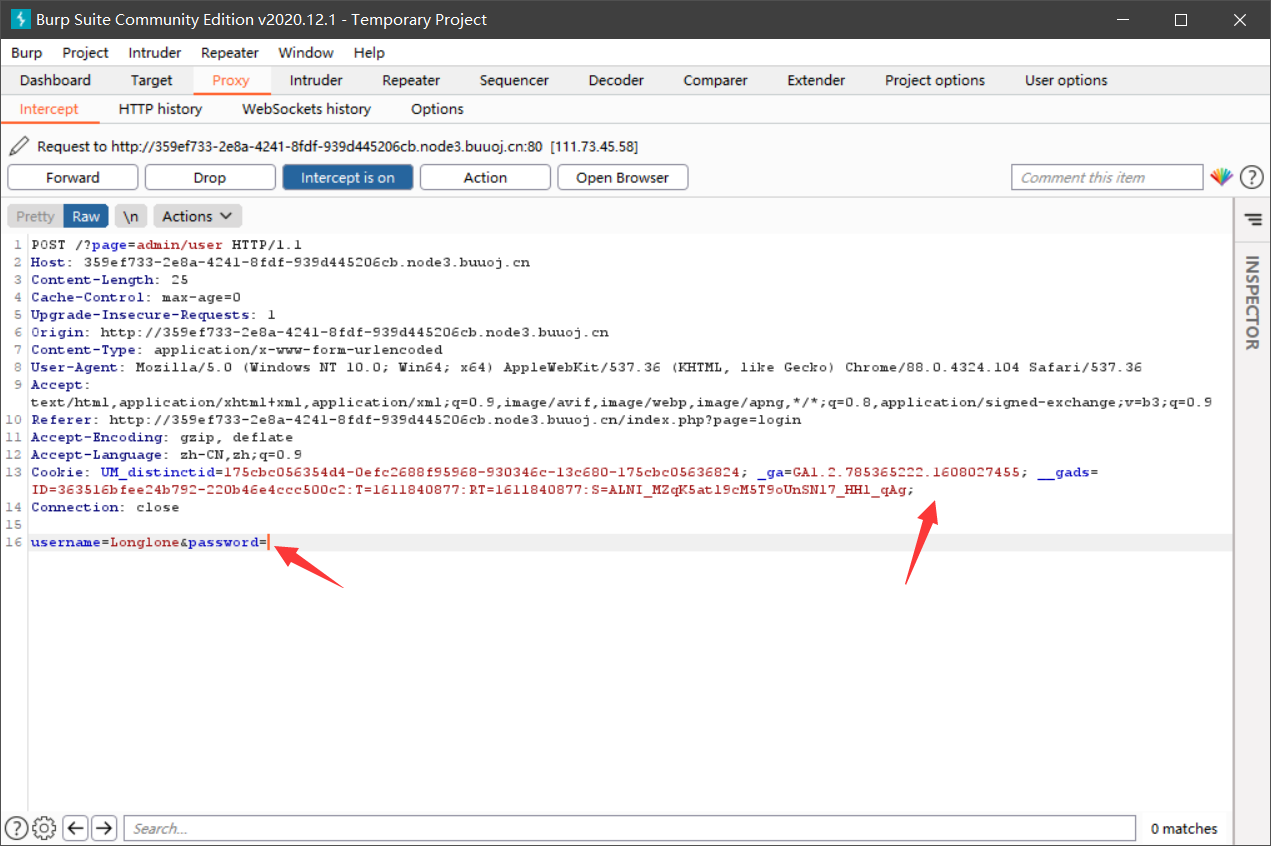 Burp Suite Community Edition v2020.12.1 - Temporary Project
Burp Project Intruder Repeater Window Help
Dashboard Target Proxy Intruder Repeater Sequencer Decoder Comparer Extender Project options User options
Intercept HTTP history WebSockets history Options
Request to http://359ef733-2e8a-4241-8fdf-939d445206cb.node3.buuoj.cn:80 [111.73.45.58]
Forward Drop Intercept is on Action Open Browser Comment this item ?
Pretty Raw \n Actions
INSPECTOR
1 POST /?page=admin/user HTTP/1.1
2 Host: 359ef733-2e8a-4241-8fdf-939d445206cb.node3.buuoj.cn
3 Content-Length: 25
4 Cache-Control: max-age=0
5 Upgrade-Insecure-Requests: 1
6 Origin: http://359ef733-2e8a-4241-8fdf-939d445206cb.node3.buuoj.cn
7 Content-Type: application/x-www-form-urlencoded
8 User-Agent: Mozilla/5.0 (Windows NT 10.0; Win64; x64) AppleWebKit/537.36 (KHTML, like Gecko) Chrome/88.0.4324.104 Safari/537.36
9 Accept:
text/html,application/xhtml+xml,application/xml;q=0.9,image/avif,image/webp,image/apng,*/*;q=0.8,application/signed-exchange;v=b3;q=0.9
10 Referer: http://359ef733-2e8a-4241-8fdf-939d445206cb.node3.buuoj.cn/index.php?page=login
11 Accept-Encoding: gzip, deflate
12 Accept-Language: zh-CN,zh;q=0.9
13 Cookie: UM_distinctid=175cbc056354d4-0efc2688f95968-930346c-13c680-175cbc05636824; _ga=GA1.2.785365222.1608027455; __gads=
ID=363516bfee24b792-220b46e4ccc500c2:T=1611840877:RT=1611840877:S=ALNI_MZqK5atl9cM5T9oUnSNl7_HHl_qAg;
14 Connection: close
15
16 username=Longlone&password=
? Search... 0 matches